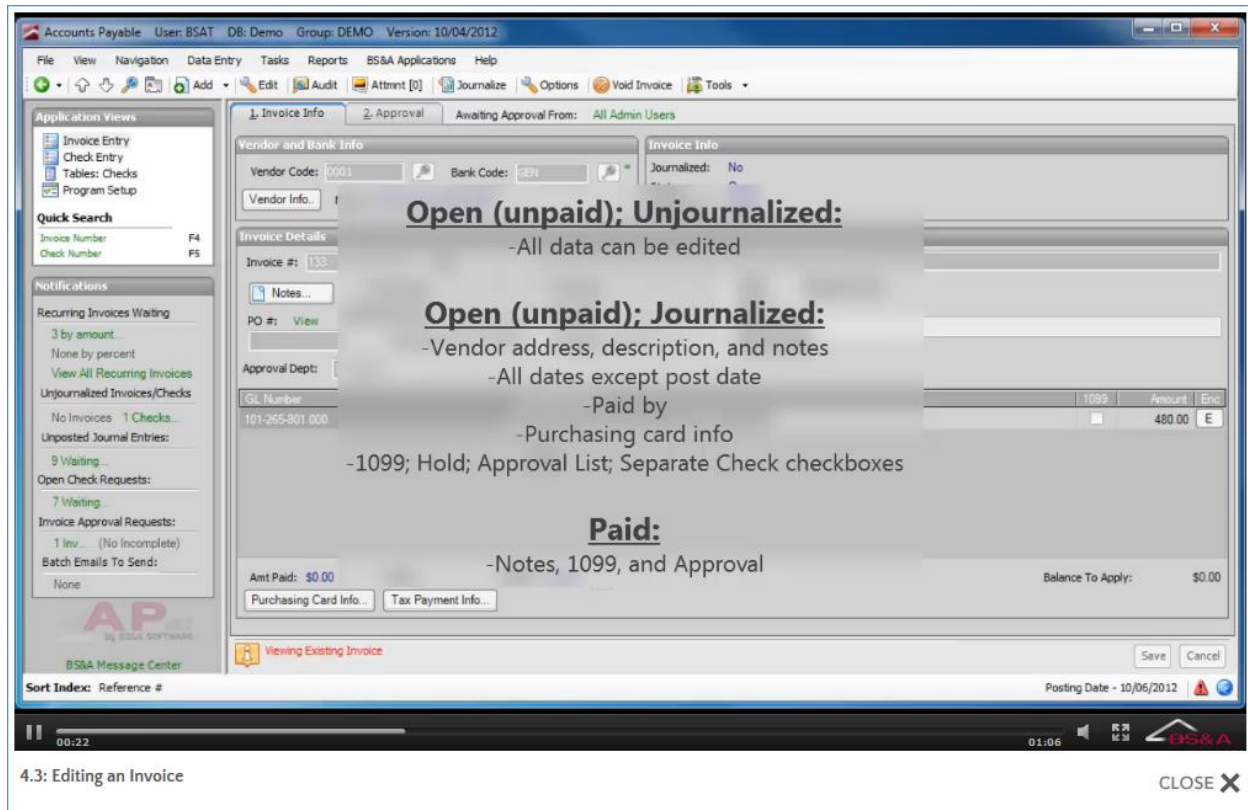 Accounts Payable User: BSAT DB: Demo Group: DEMO Version: 10/04/2012
File View Navigation Data Entry Tasks Reports BS&A Applications Help
Add Edit Audit Attmnt [0] Journalize Options Void Invoice Tools
Application Views
Invoice Entry
Check Entry
Tables: Checks
Program Setup
Quick Search
Invoice Number F4
Check Number F5
Notifications
Recurring Invoices Waiting
3 by amount...
None by percent
View All Recurring Invoices
Unjournalized Invoices/Checks
No Invoices 1 Checks...
Unposted Journal Entries:
9 Waiting...
Open Check Requests:
7 Waiting...
Invoice Approval Requests:
1 Inv... (No Incomplete)
Batch Emails To Send:
None
AP
by BS&A SOFTWARE
BS&A Message Center
1. Invoice Info 2. Approval Awaiting Approval From: All Admin Users
Vendor and Bank Info
Vendor Code: 0001 Bank Code: GEN
Vendor Info..
Invoice Info
Journalized: No
Invoice Details
Invoice #: 133
Notes...
PO #: View
Approval Dept:
GL Number 1099 Amount Enc
101-265-801.000 480.00 E
Open (unpaid); Unjournalized:
-All data can be edited
Open (unpaid); Journalized:
-Vendor address, description, and notes
-All dates except post date
-Paid by
-Purchasing card info
-1099; Hold; Approval List; Separate Check checkboxes
Paid:
-Notes, 1099, and Approval
Amt Paid: $0.00 Balance To Apply: $0.00
Purchasing Card Info... Tax Payment Info...
Viewing Existing Invoice Save Cancel
Sort Index: Reference # Posting Date - 10/06/2012
00:22 01:06 BS&A
4.3: Editing an Invoice
CLOSE X